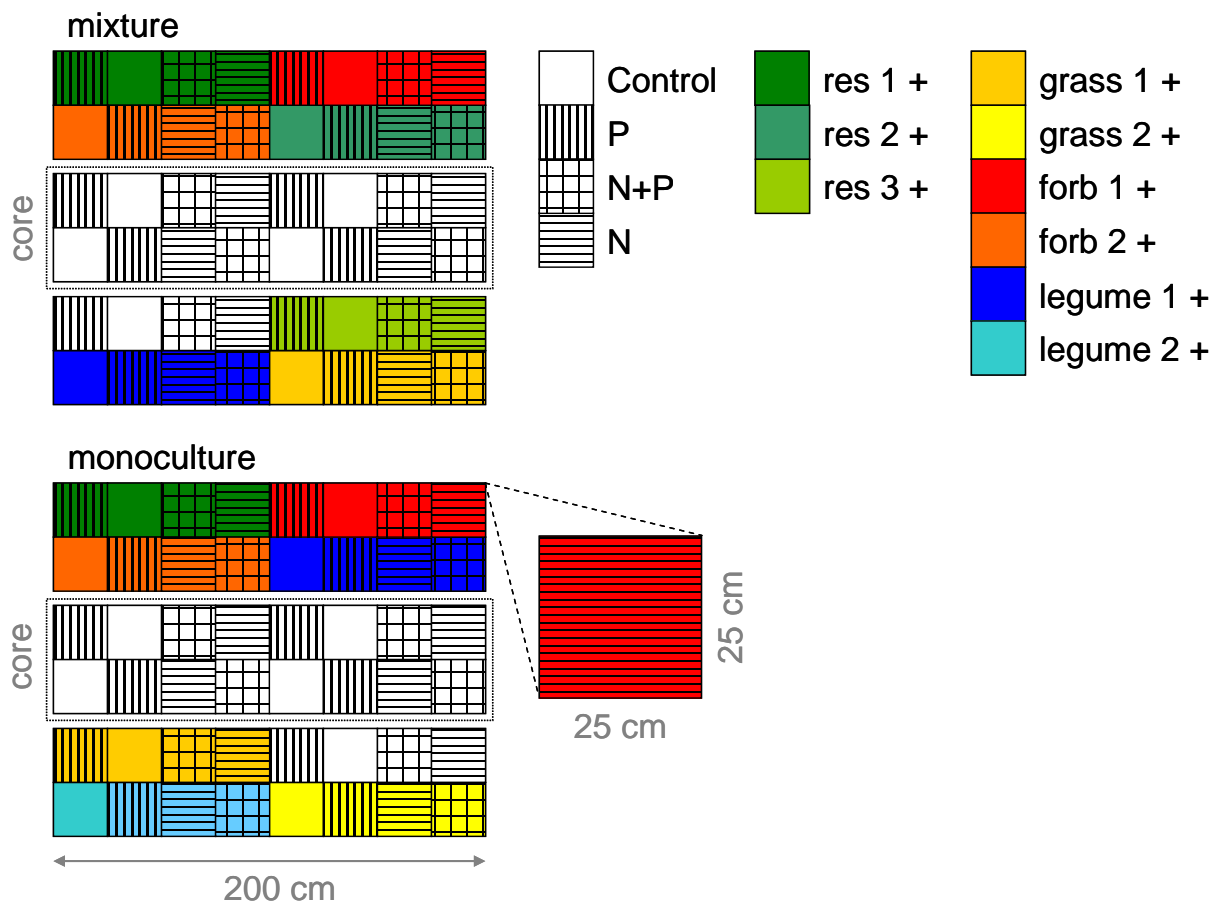 mixture
core
Control
P
N+P
N
res 1 +
res 2 +
res 3 +
grass 1 +
grass 2 +
forb 1 +
forb 2 +
legume 1 +
legume 2 +
monoculture
core
25 cm
25 cm
200 cm